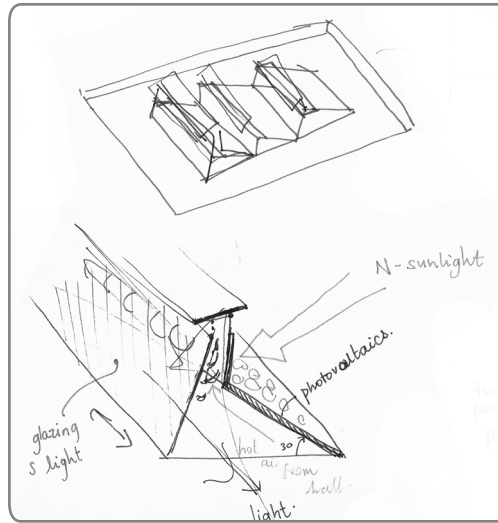 N-sunlight
photovoltaics.
glazing
S light
30
hot
air from
hall.
light.